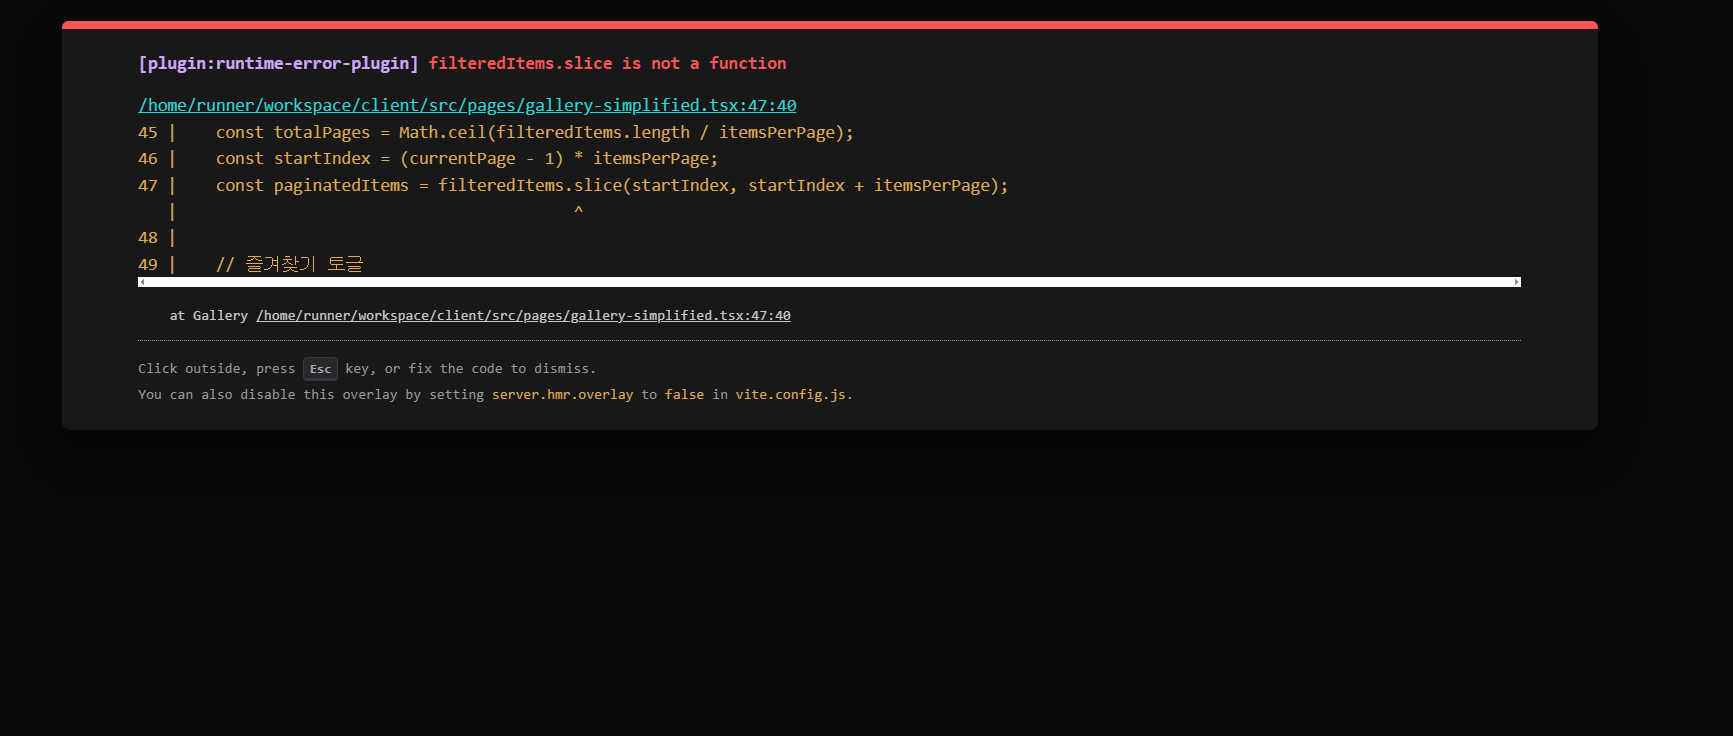 [plugin:runtime-error-plugin] filteredItems.slice is not a function
/home/runner/workspace/client/src/pages/gallery-simplified.tsx:47:40
45 |    const totalPages = Math.ceil(filteredItems.length / itemsPerPage);
46 |    const startIndex = (currentPage - 1) * itemsPerPage;
47 |    const paginatedItems = filteredItems.slice(startIndex, startIndex + itemsPerPage);
   |                                         ^
48 |
49 |    // 즐겨찾기 토글
at Gallery /home/runner/workspace/client/src/pages/gallery-simplified.tsx:47:40
Click outside, press Esc key, or fix the code to dismiss.
You can also disable this overlay by setting server.hmr.overlay to false in vite.config.js.